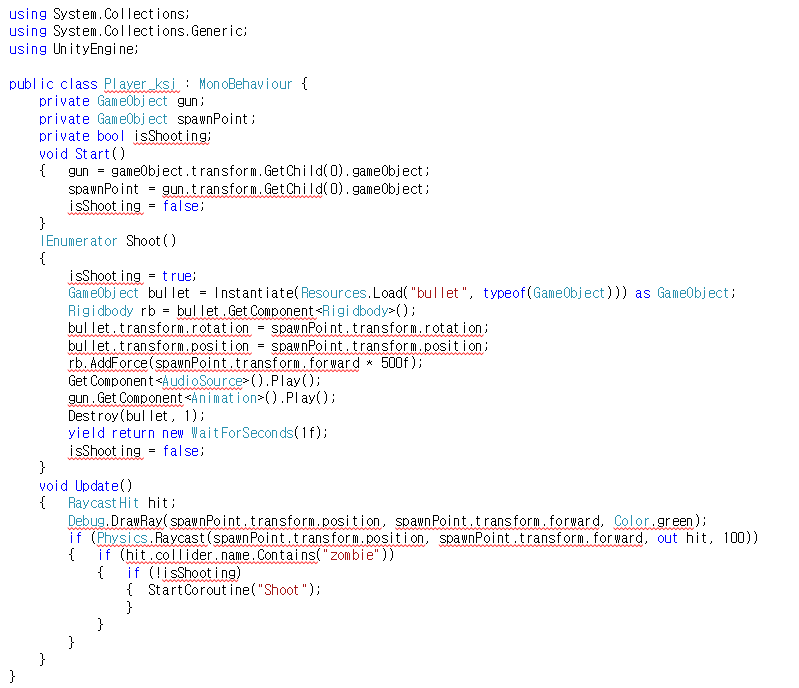 using System.Collections;
using System.Collections.Generic;
using UnityEngine;

public class Player_ksj : MonoBehaviour {
    private GameObject gun;
    private GameObject spawnPoint;
    private bool isShooting;
    void Start()
    {   gun = gameObject.transform.GetChild(0).gameObject;
        spawnPoint = gun.transform.GetChild(0).gameObject;
        isShooting = false;
    }
    IEnumerator Shoot()
    {
        isShooting = true;
        GameObject bullet = Instantiate(Resources.Load("bullet", typeof(GameObject))) as GameObject;
        Rigidbody rb = bullet.GetComponent<Rigidbody>();
        bullet.transform.rotation = spawnPoint.transform.rotation;
        bullet.transform.position = spawnPoint.transform.position;
        rb.AddForce(spawnPoint.transform.forward * 500f);
        GetComponent<AudioSource>().Play();
        gun.GetComponent<Animation>().Play();
        Destroy(bullet, 1);
        yield return new WaitForSeconds(1f);
        isShooting = false;
    }
    void Update()
    {   RaycastHit hit;
        Debug.DrawRay(spawnPoint.transform.position, spawnPoint.transform.forward, Color.green);
        if (Physics.Raycast(spawnPoint.transform.position, spawnPoint.transform.forward, out hit, 100))
        {   if (hit.collider.name.Contains("zombie"))
            {   if (!isShooting)
                {  StartCoroutine("Shoot");
                }
            }
        }
    }
}